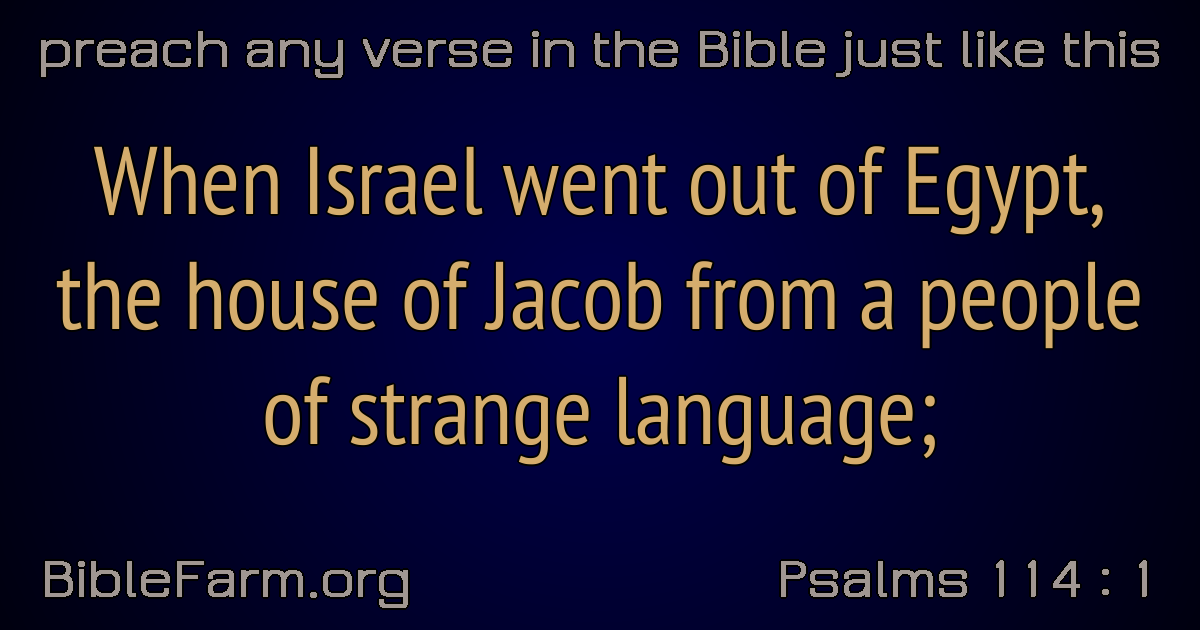 preach any verse in the Bible just like this
When Israel went out of Egypt,
the house of Jacob from a people
of strange language;
BibleFarm.org
Psalms 114 : 1